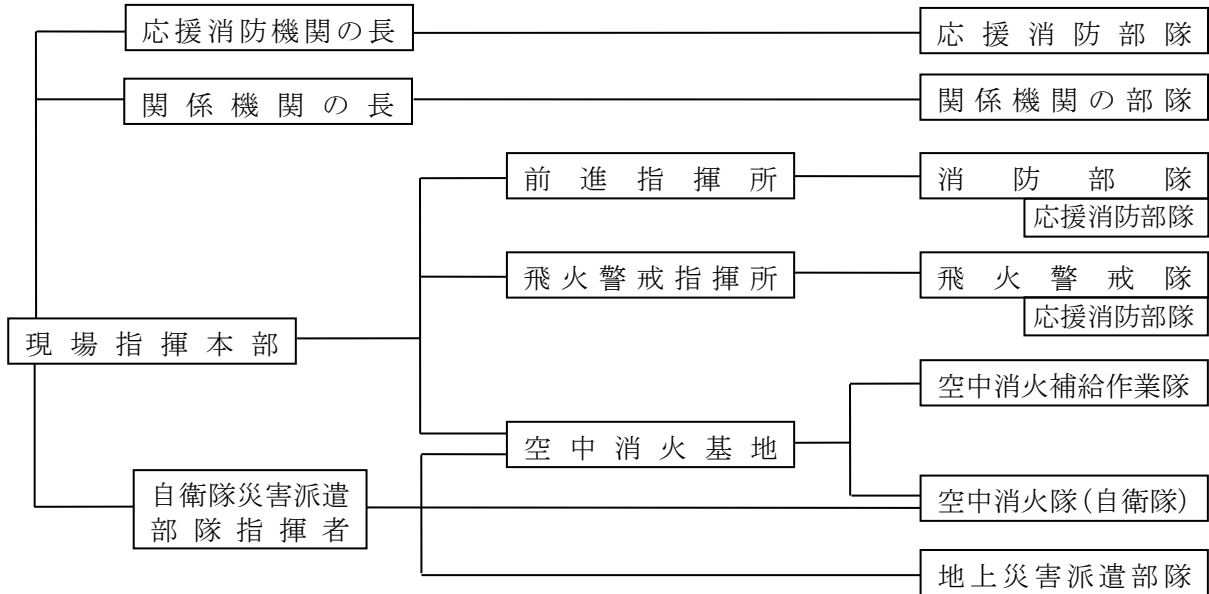 応援消防機関の長
応援消防部隊
関係機関の長
関係機関の部隊
前進指揮所
消防部隊
応援消防部隊
飛火警戒指揮所
飛火警戒隊
応援消防部隊
現場指揮本部
空中消火補給作業隊
空中消火基地
自衛隊災害派遣
部隊指揮者
空中消火隊(自衛隊)
地上災害派遣部隊